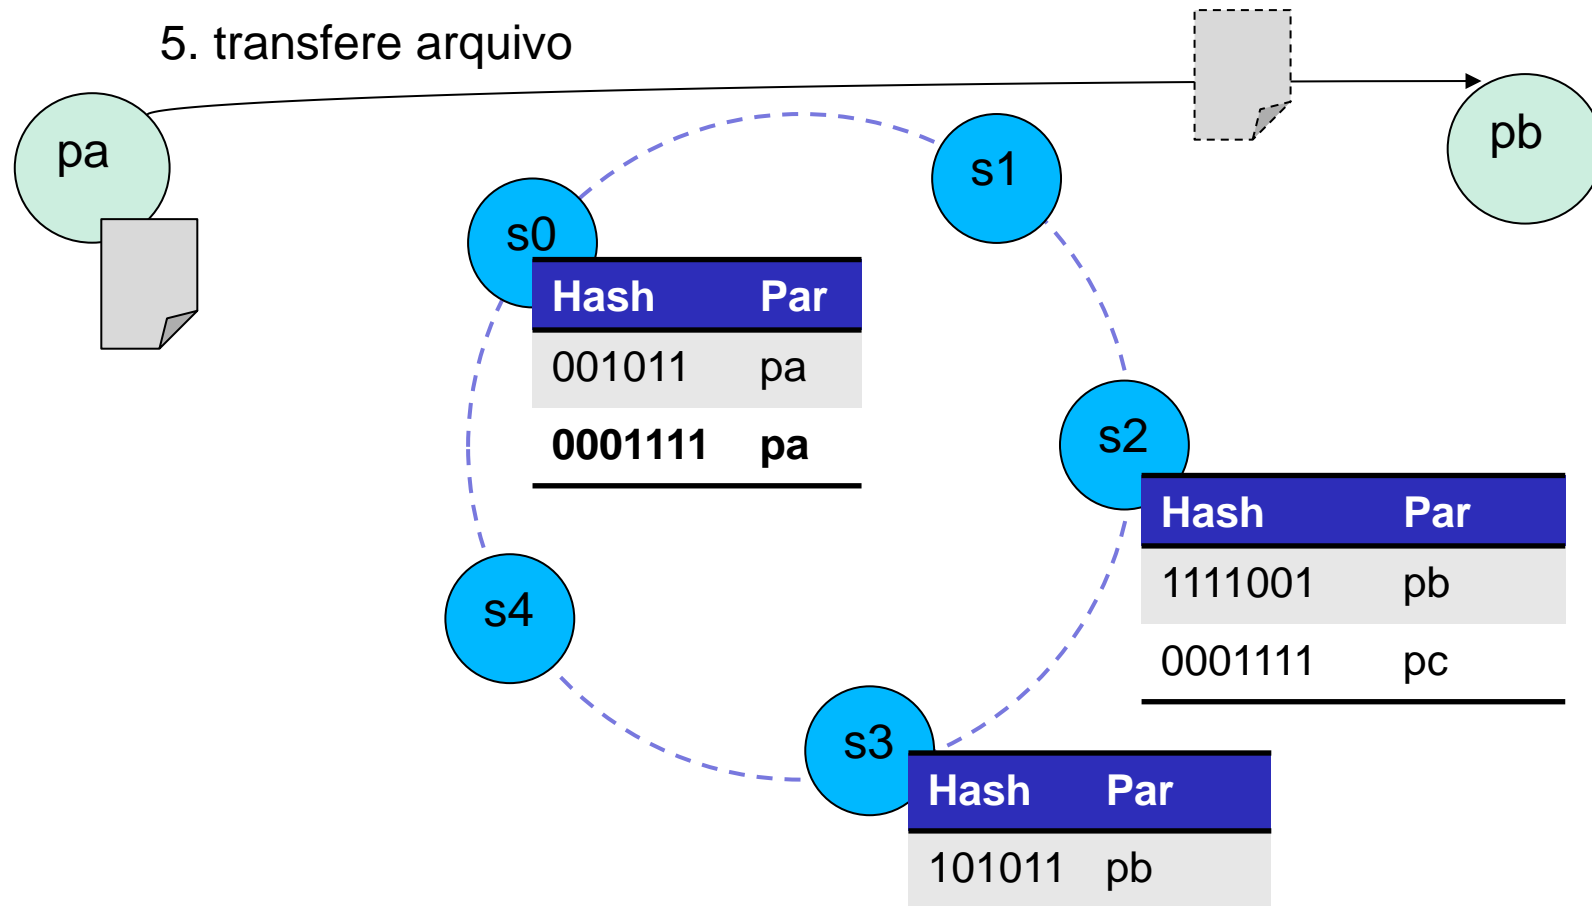 5. transfere arquivo
pa
pb
s1
s0
Hash Par
001011 pa
0001111 pa
s2
Hash Par
1111001 pb
0001111 pc
s4
s3
Hash Par
101011 pb